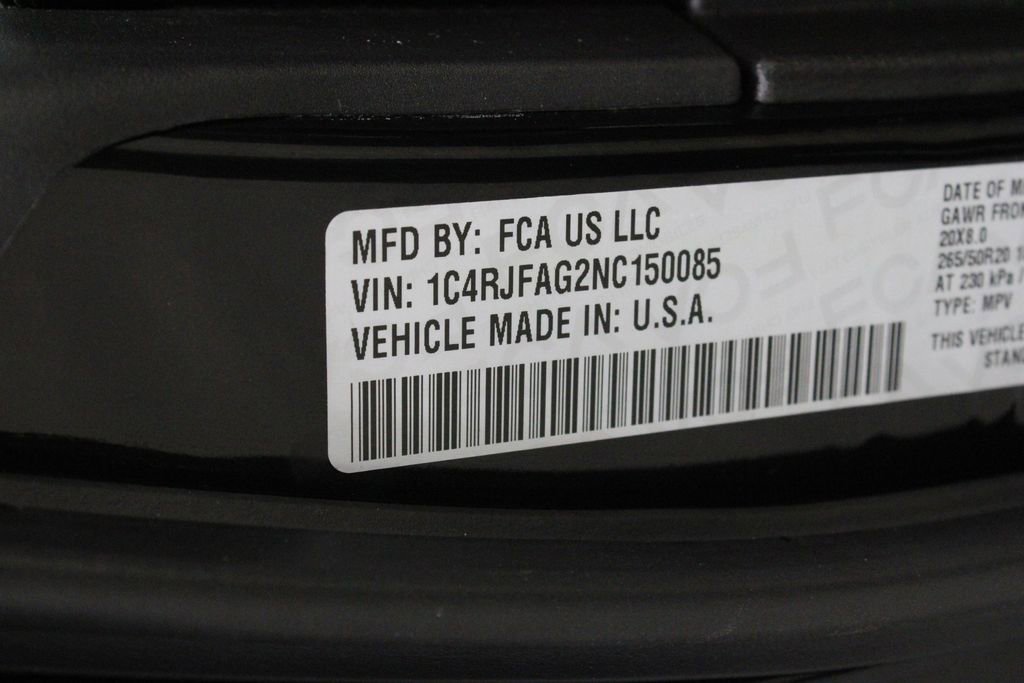 MFD BY: FCA US LLC
VIN: 1C4RJFAG2NC150085
VEHICLE MADE IN: U.S.A.
DATE OF
GAWR
20X8.0
265/50R20
AT 230 kPa /
TYPE: MPV
THIS VEHICLE